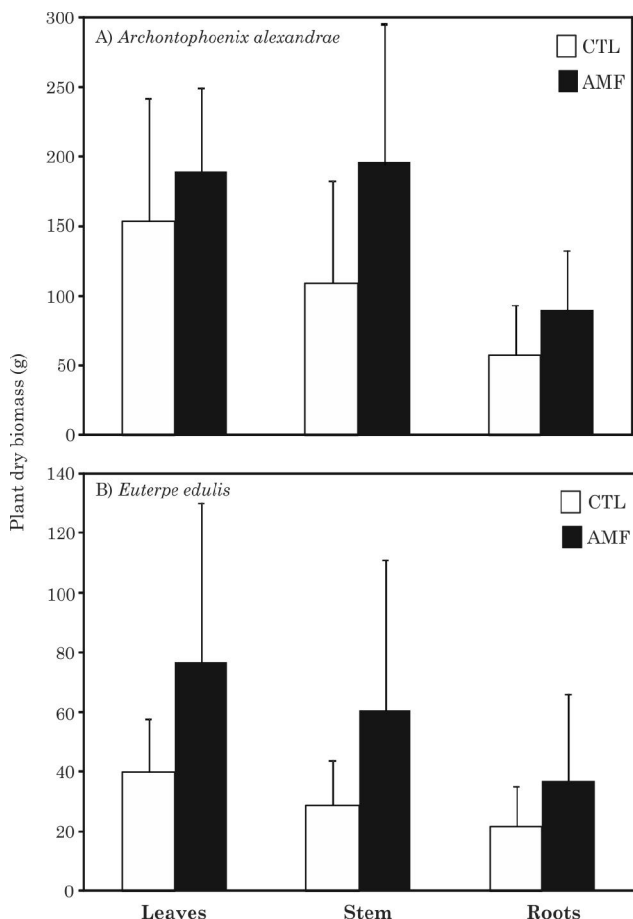 Plant dry biomass (g)
A) Archontophoenix alexandrae
CTL
AMF
300
250
200
150
100
50
0
B) Euterpe edulis
CTL
AMF
140
120
100
80
60
40
20
0
Leaves Stem Roots